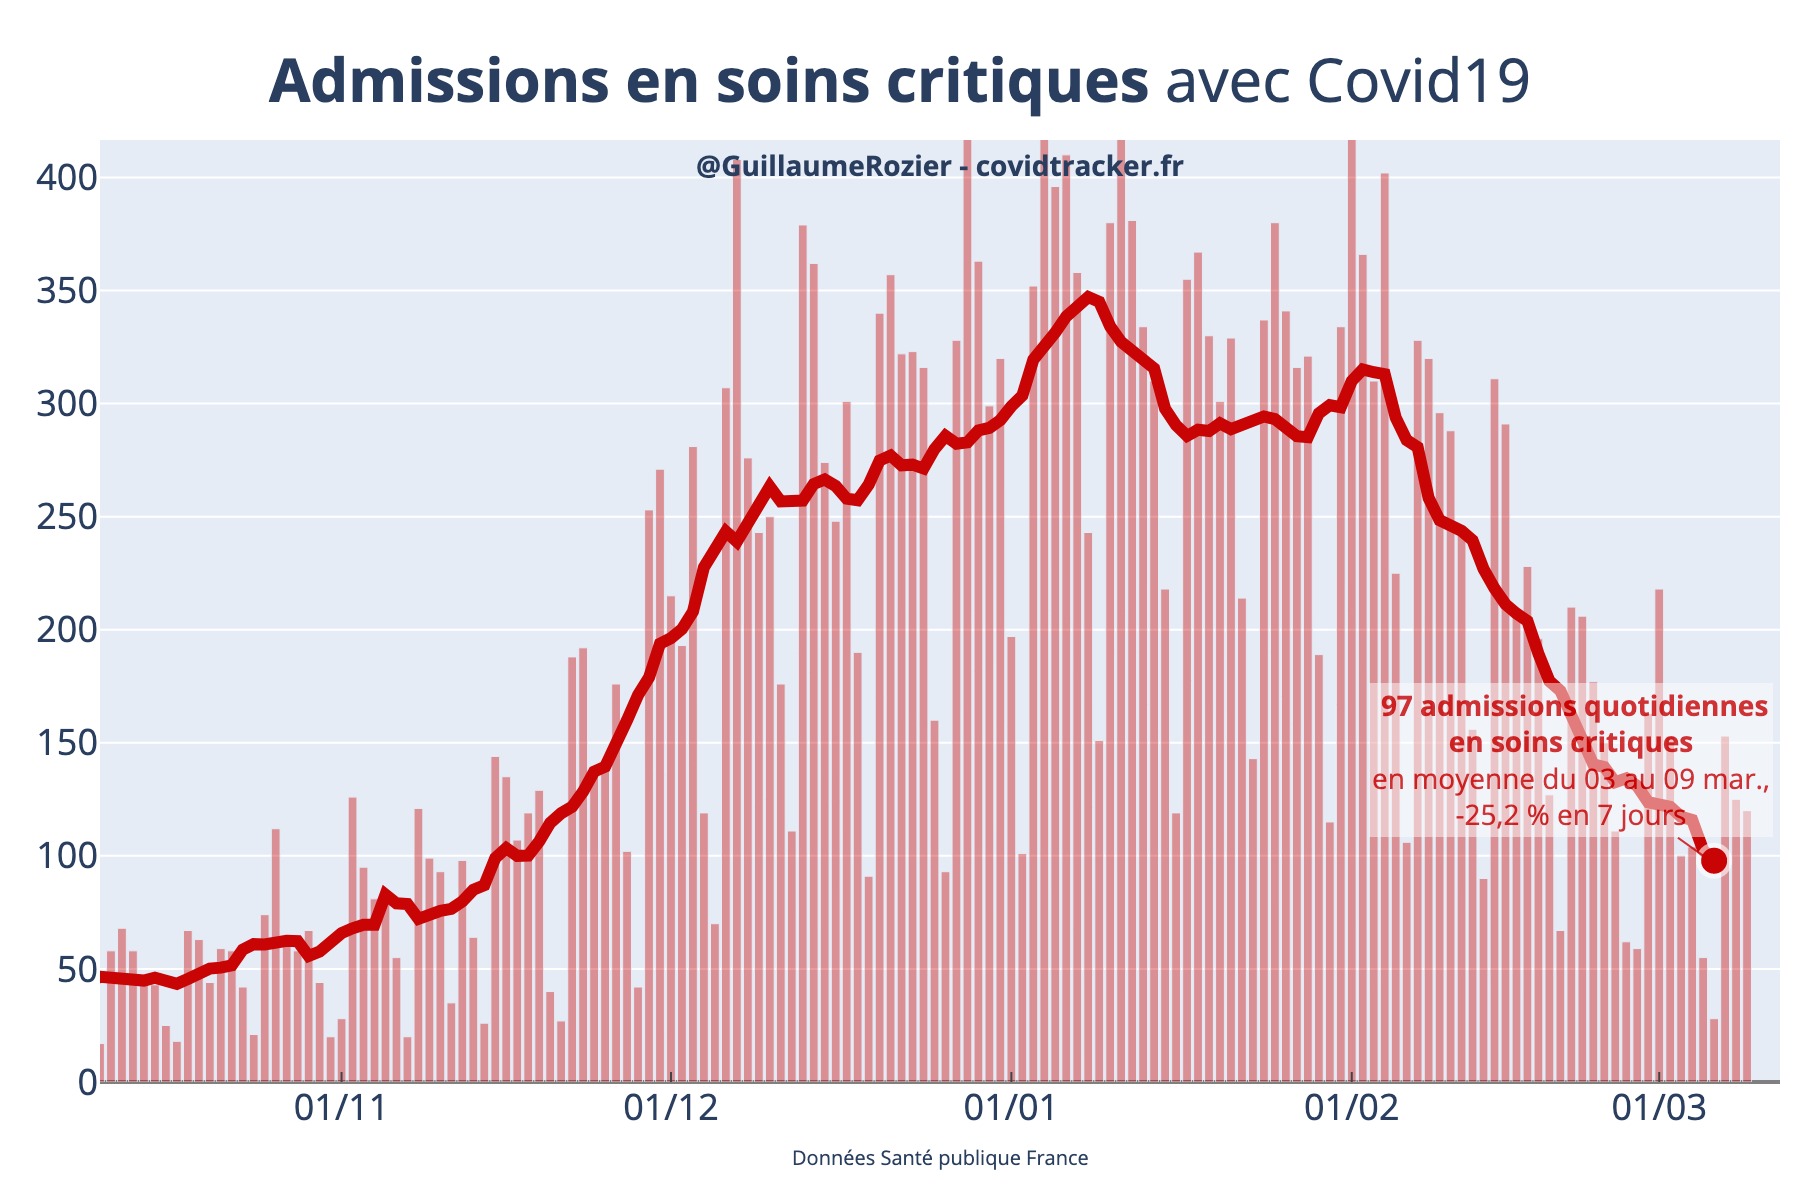 Admissions en soins critiques avec Covid19
@GuillaumeRozier - covidtracker.fr
400
350
300
250
200
150
100
50
0
97 admissions quotidiennes
en soins critiques
en moyenne du 03 au 09 mar.,
-25,2 % en 7 jours
01/11
01/12
01/01
01/02
01/03
Données Santé publique France